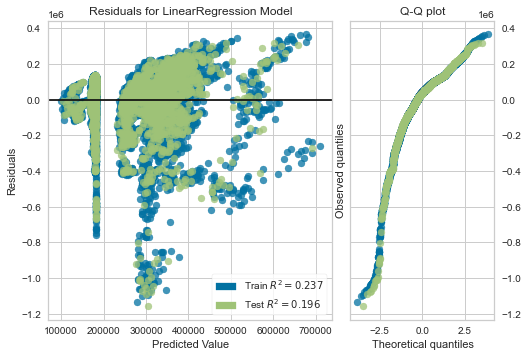 Residuals for LinearRegression Model
Q-Q plot
1e6
1e6
0.4
0.2
0.0
−0.2
−0.4
−0.6
−0.8
−1.0
−1.2
Residuals
100000 200000 300000 400000 500000 600000 700000
Predicted Value
Train R² = 0.237
Test R² = 0.196
Observed quantiles
0.4
0.2
0.0
−0.2
−0.4
−0.6
−0.8
−1.0
−1.2
−2.5 0.0 2.5
Theoretical quantiles